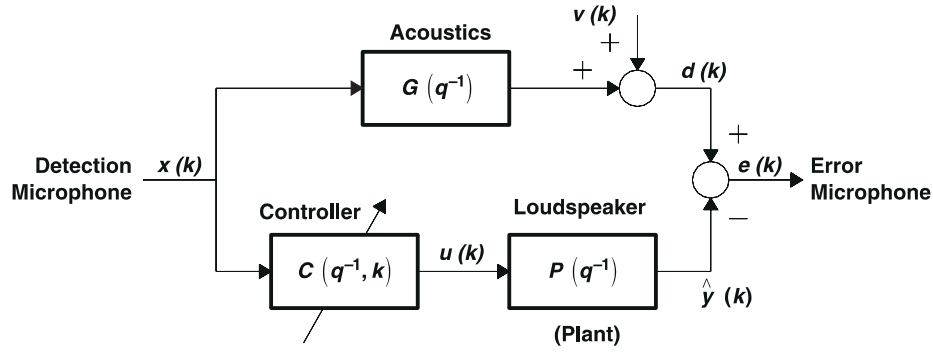 v (k)
Acoustics
+
G (q⁻¹)
+
d (k)
+
Detection
Microphone
x (k)
e (k)
Error
Microphone
Controller
Loudspeaker
−
C (q⁻¹, k)
u (k)
P (q⁻¹)
ŷ (k)
(Plant)